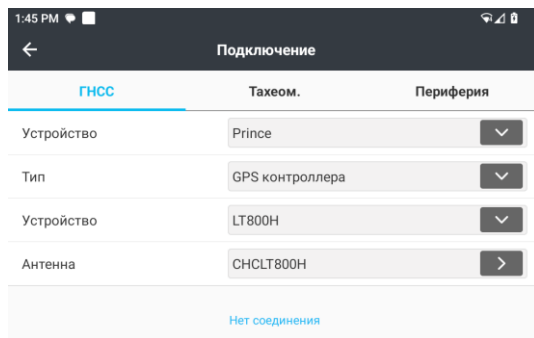 1:45 PM
Подключение
ГНСС Тахеом. Периферия
Устройство Prince
Тип GPS контроллера
Устройство LT800H
Антенна CHCLT800H
Нет соединения